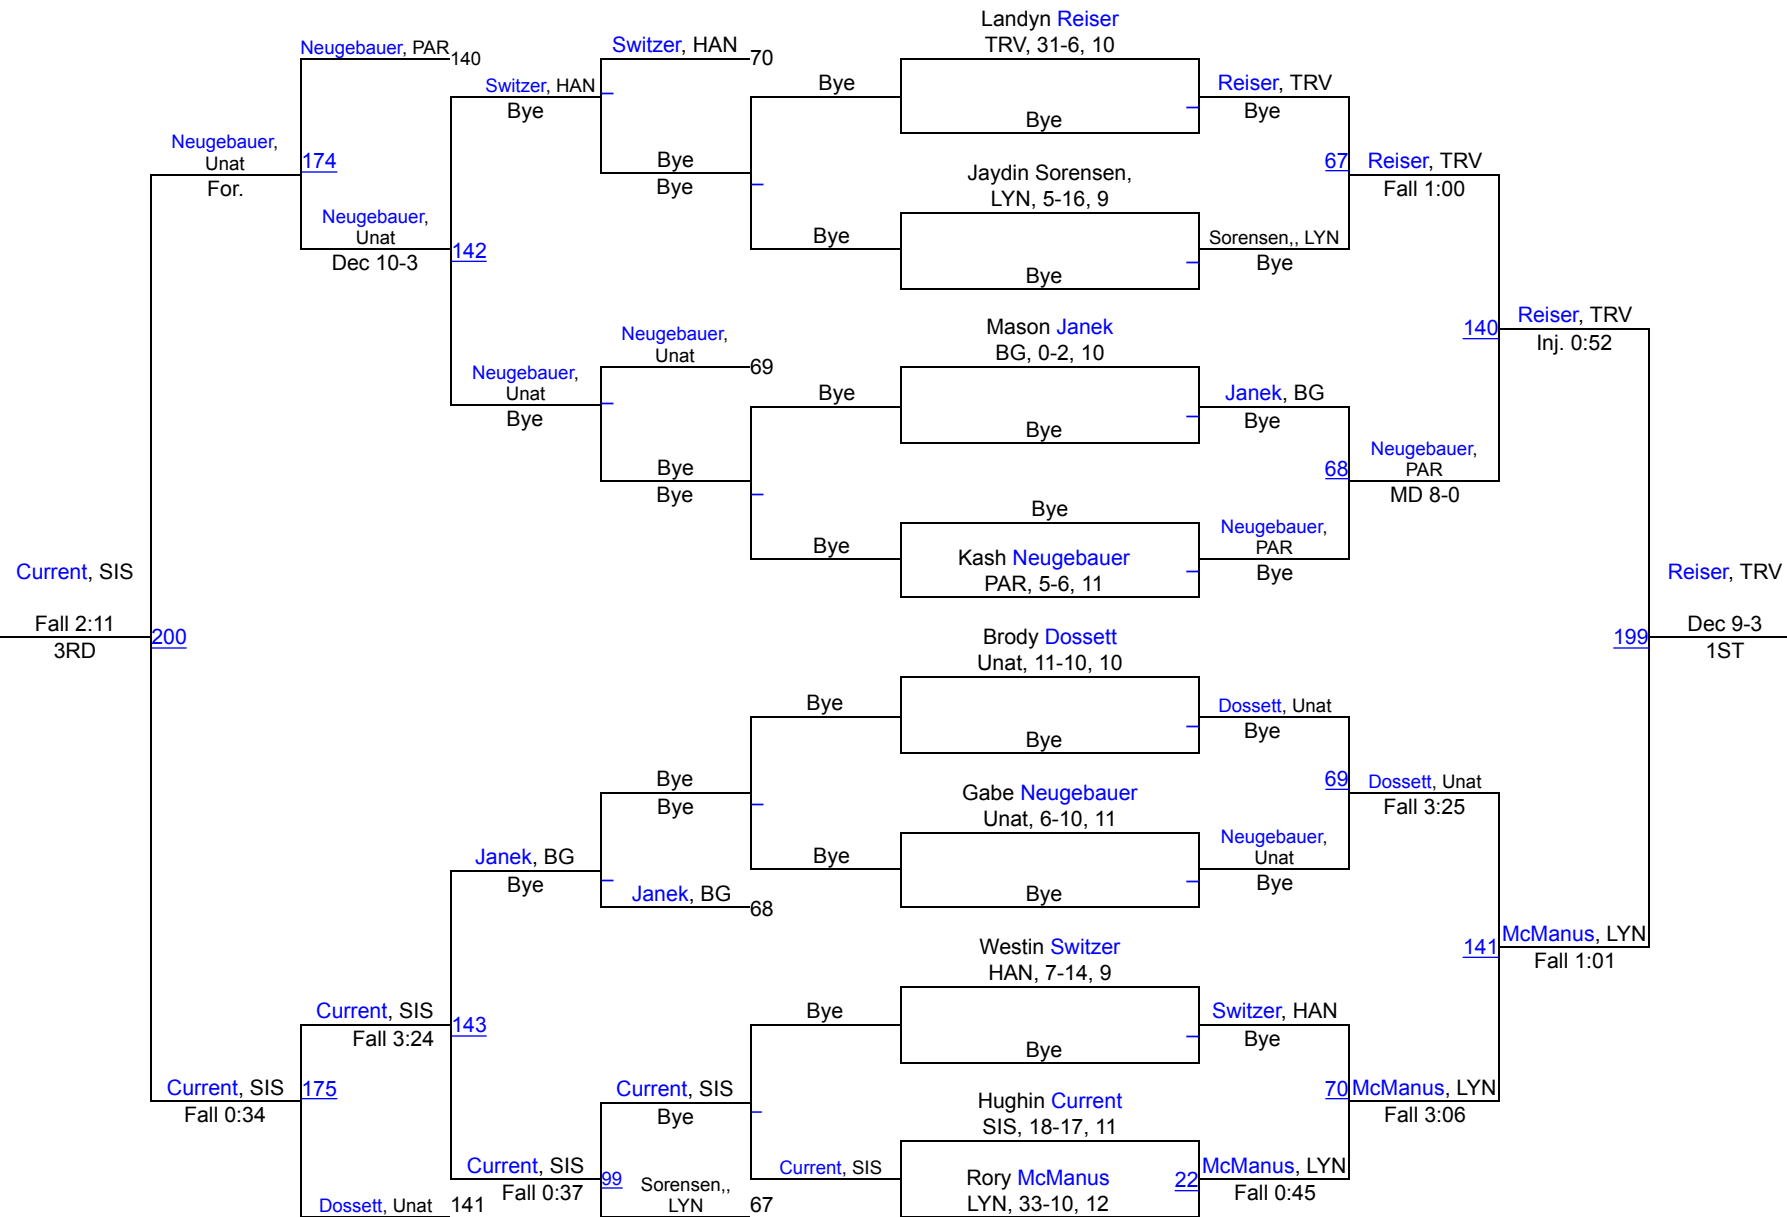 Landyn Reiser
TRV, 31-6, 10
Neugebauer, PAR
140
Switzer, HAN
70
Switzer, HAN
Bye
Bye
Bye
Reiser, TRV
Bye
Neugebauer,
Unat
For.
174
Bye
Bye
Jaydin Sorensen,
LYN, 5-16, 9
67
Reiser, TRV
Fall 1:00
Neugebauer,
Unat
Dec 10-3
142
Bye
Bye
Sorensen,, LYN
Bye
Mason Janek
BG, 0-2, 10
140
Reiser, TRV
Inj. 0:52
Neugebauer,
Unat
69
Neugebauer,
Unat
Bye
Bye
Bye
Janek, BG
Bye
Bye
Bye
68
Neugebauer,
PAR
MD 8-0
Bye
Bye
Kash Neugebauer
PAR, 5-6, 11
Neugebauer,
PAR
Bye
Current, SIS
Fall 2:11
3RD
200
Reiser, TRV
Dec 9-3
1ST
199
Brody Dossett
Unat, 11-10, 10
Bye
Bye
Dossett, Unat
Bye
Bye
Bye
Gabe Neugebauer
Unat, 6-10, 11
69
Dossett, Unat
Fall 3:25
Janek, BG
Bye
Bye
Bye
Neugebauer,
Unat
Bye
Janek, BG
68
Westin Switzer
HAN, 7-14, 9
141
McManus, LYN
Fall 1:01
Current, SIS
Fall 3:24
143
Bye
Bye
Switzer, HAN
Bye
Current, SIS
Fall 0:34
175
Current, SIS
Bye
Hughin Current
SIS, 18-17, 11
70
McManus, LYN
Fall 3:06
Current, SIS
Fall 0:37
99
Sorensen,,
LYN
67
Current, SIS
Rory McManus
LYN, 33-10, 12
22
McManus, LYN
Fall 0:45
Dossett, Unat
141